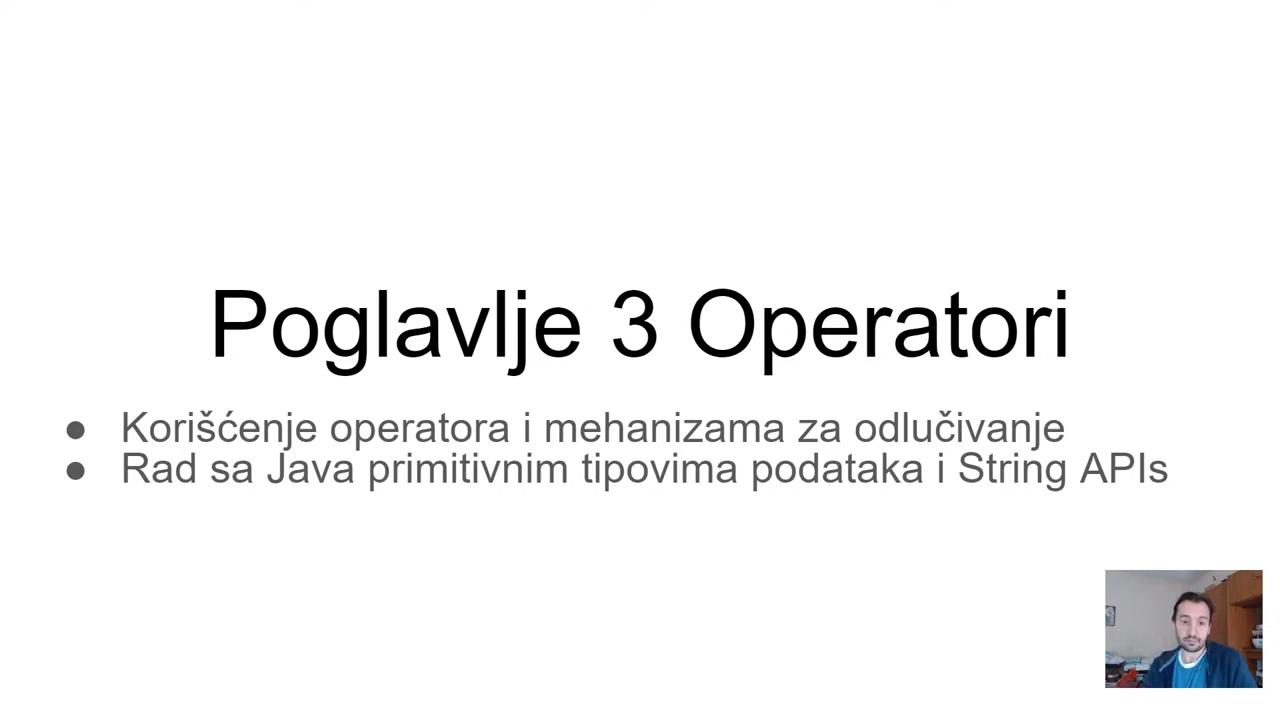 Poglavlje 3 Operatori
● Korišćenje operatora i mehanizama za odlučivanje
● Rad sa Java primitivnim tipovima podataka i String APIs